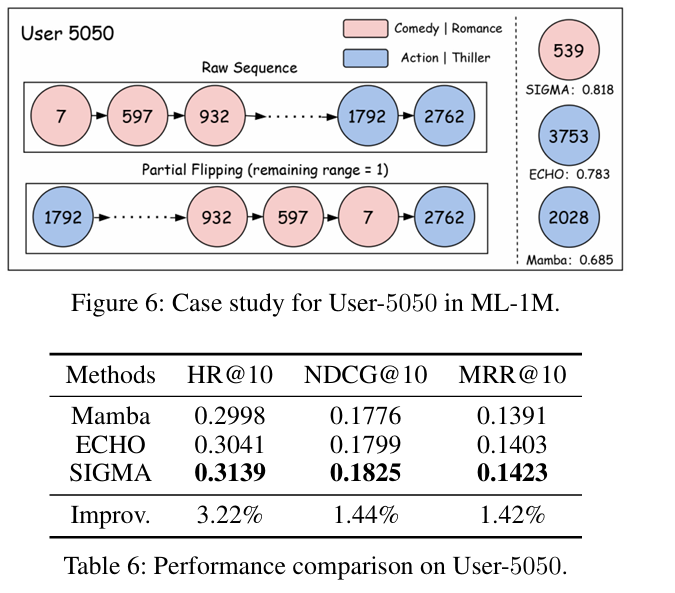 User 5050
Comedy | Romance
Action | Thriller
Raw Sequence
7 597 932 1792 2762
Partial Flipping (remaining range = 1)
1792 932 597 7 2762
539
SIGMA: 0.818
3753
ECHO: 0.783
2028
Mamba: 0.685
Figure 6: Case study for User-5050 in ML-1M.
Methods HR@10 NDCG@10 MRR@10
Mamba 0.2998 0.1776 0.1391
ECHO 0.3041 0.1799 0.1403
SIGMA 0.3139 0.1825 0.1423
Improv. 3.22% 1.44% 1.42%
Table 6: Performance comparison on User-5050.